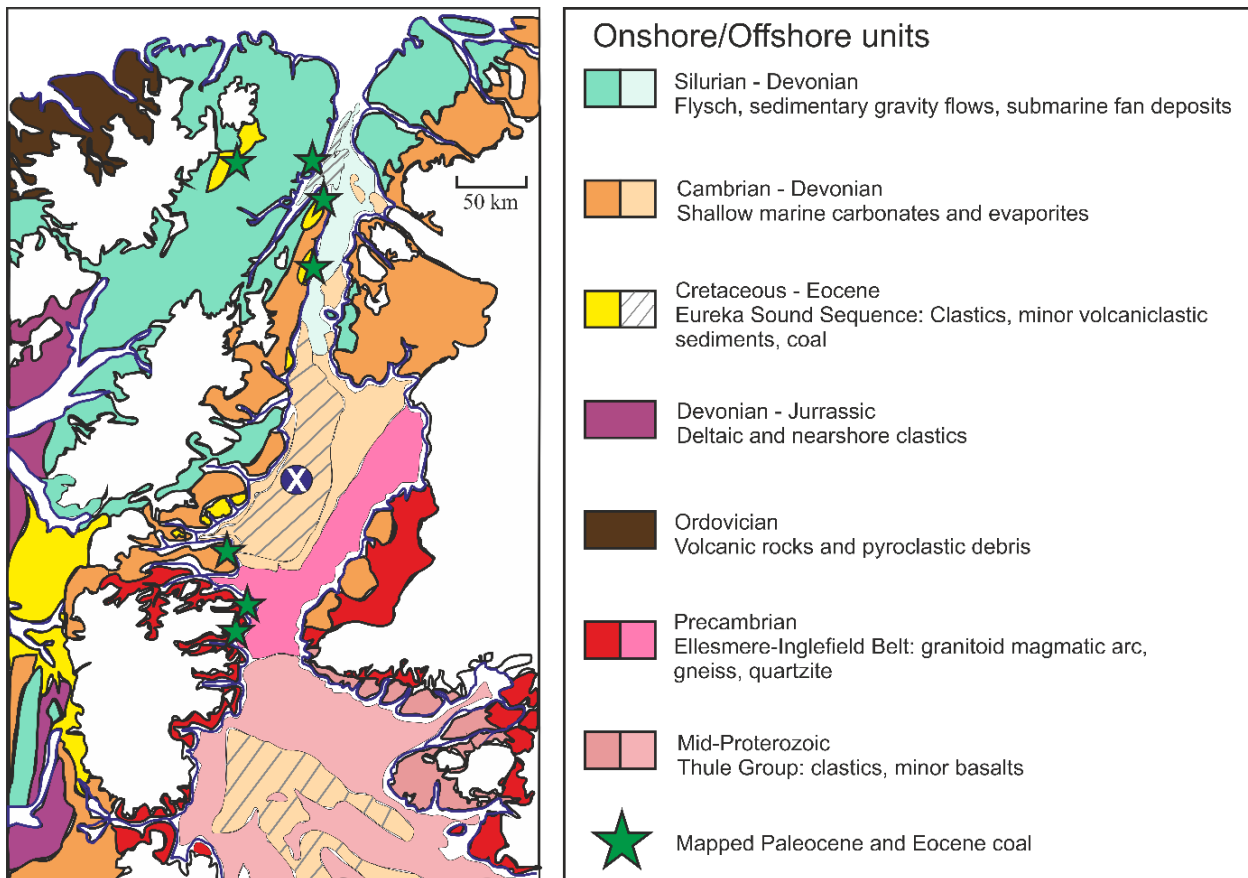 50 km
X
Onshore/Offshore units
Silurian - Devonian
Flysch, sedimentary gravity flows, submarine fan deposits
Cambrian - Devonian
Shallow marine carbonates and evaporites
Cretaceous - Eocene
Eureka Sound Sequence: Clastics, minor volcaniclastic
sediments, coal
Devonian - Jurrassic
Deltaic and nearshore clastics
Ordovician
Volcanic rocks and pyroclastic debris
Precambrian
Ellesmere-Inglefield Belt: granitoid magmatic arc,
gneiss, quartzite
Mid-Proterozoic
Thule Group: clastics, minor basalts
Mapped Paleocene and Eocene coal